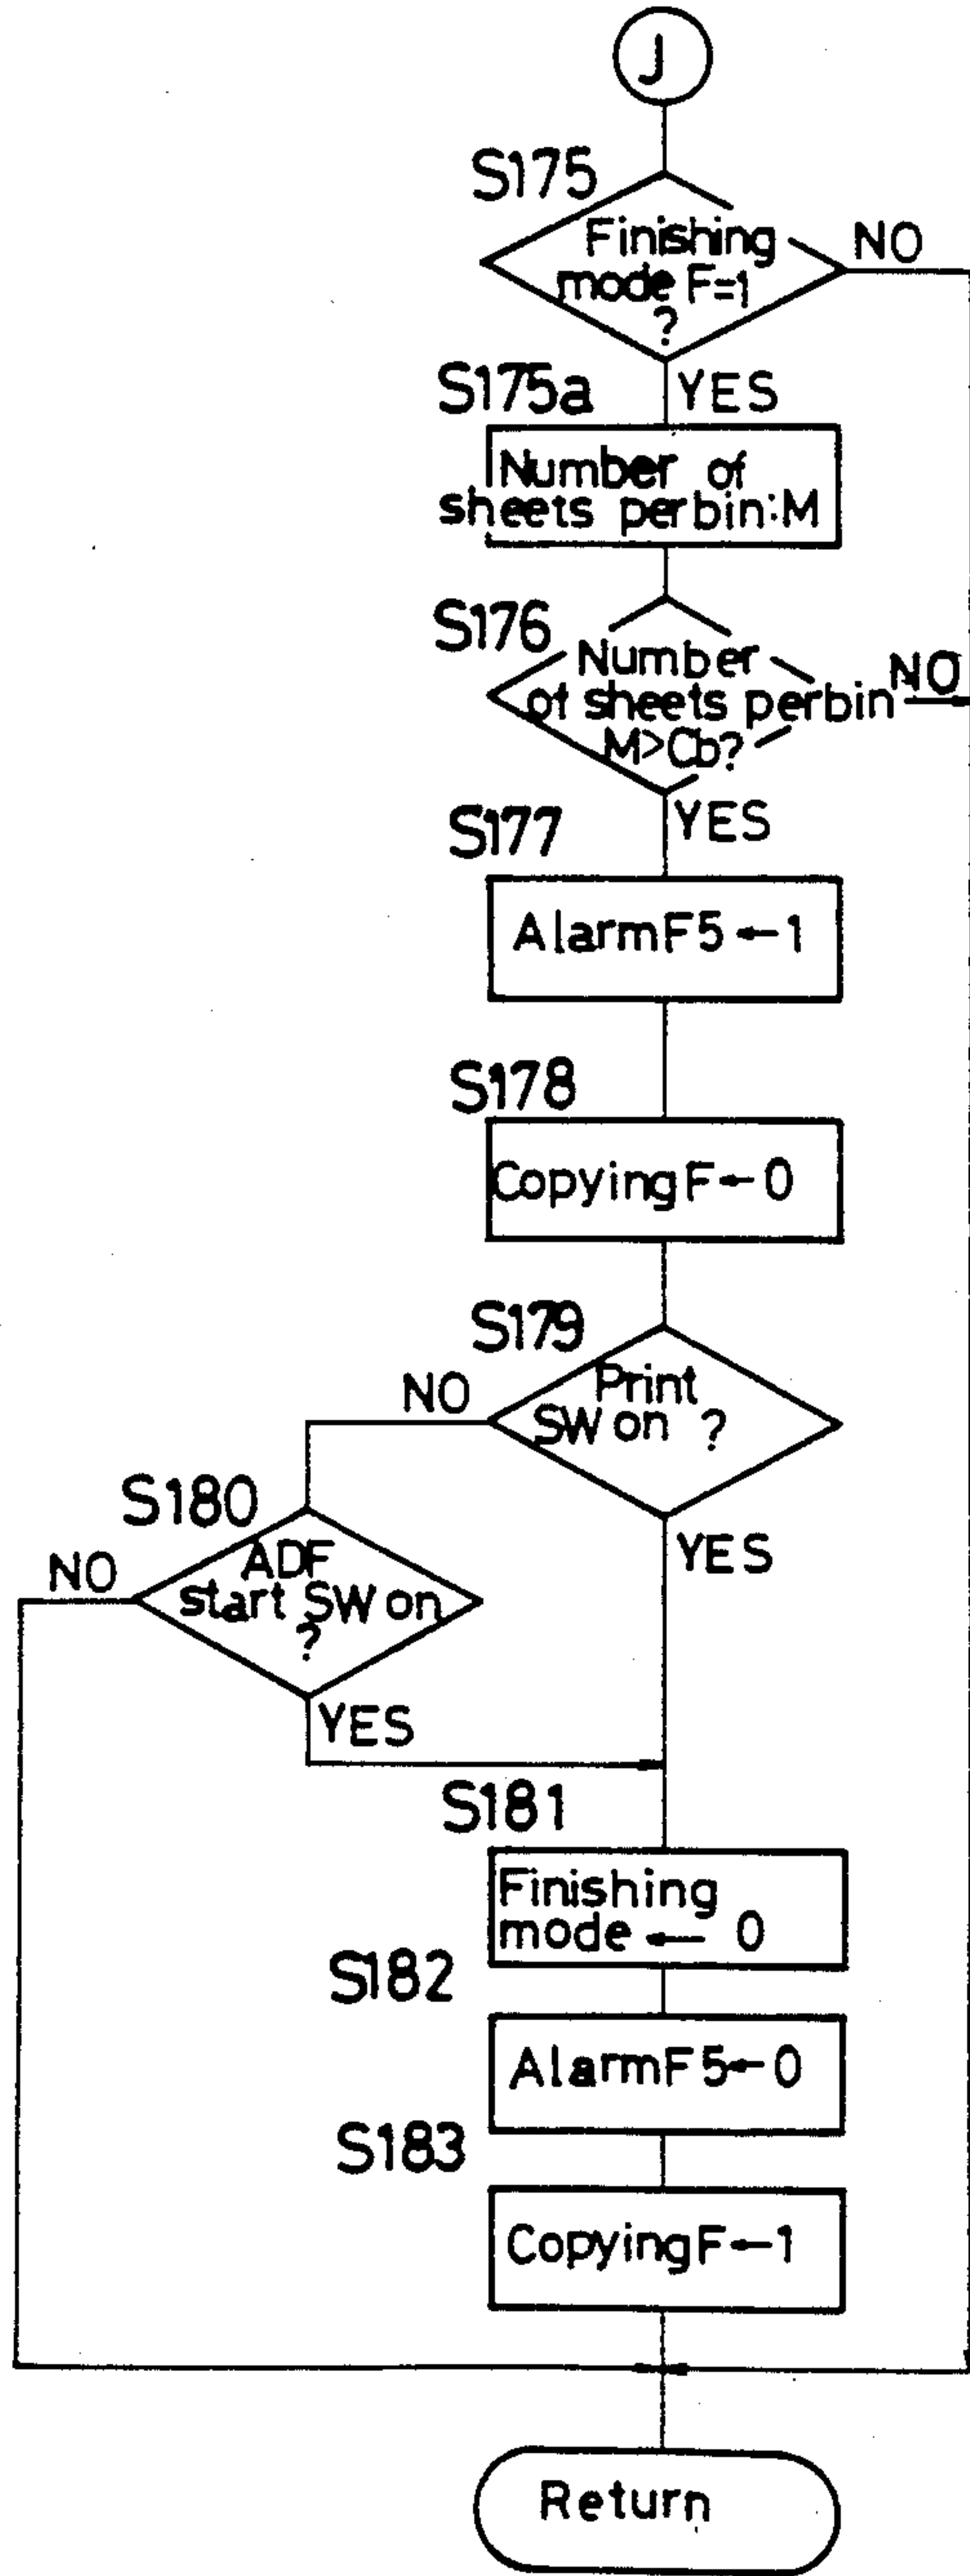 J
S175
Finishing
mode F=1
?
NO
YES
S175a
Number of
sheets perbin:M
S176
Number
of sheets perbin
M>Cb?
NO
YES
S177
AlarmF5←1
S178
CopyingF←0
S179
Print
SW on ?
NO
YES
S180
ADF
start SW on
?
NO
YES
S181
Finishing
mode ← 0
S182
AlarmF5←0
S183
CopyingF←1
Return